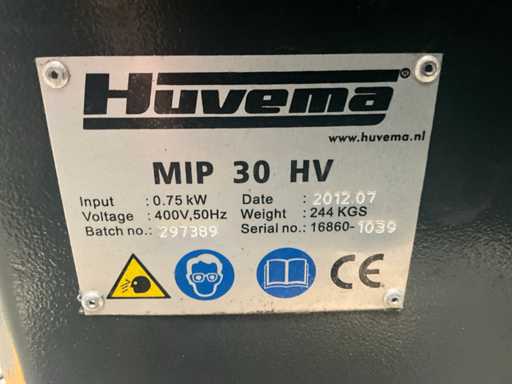 Huvema®
www.huvema.nl
MIP 30 HV
Input : 0.75 kW Date : 2012.07
Voltage : 400V,50Hz Weight : 244 KGS
Batch no.: 297389 Serial no.: 16860-1039
CE